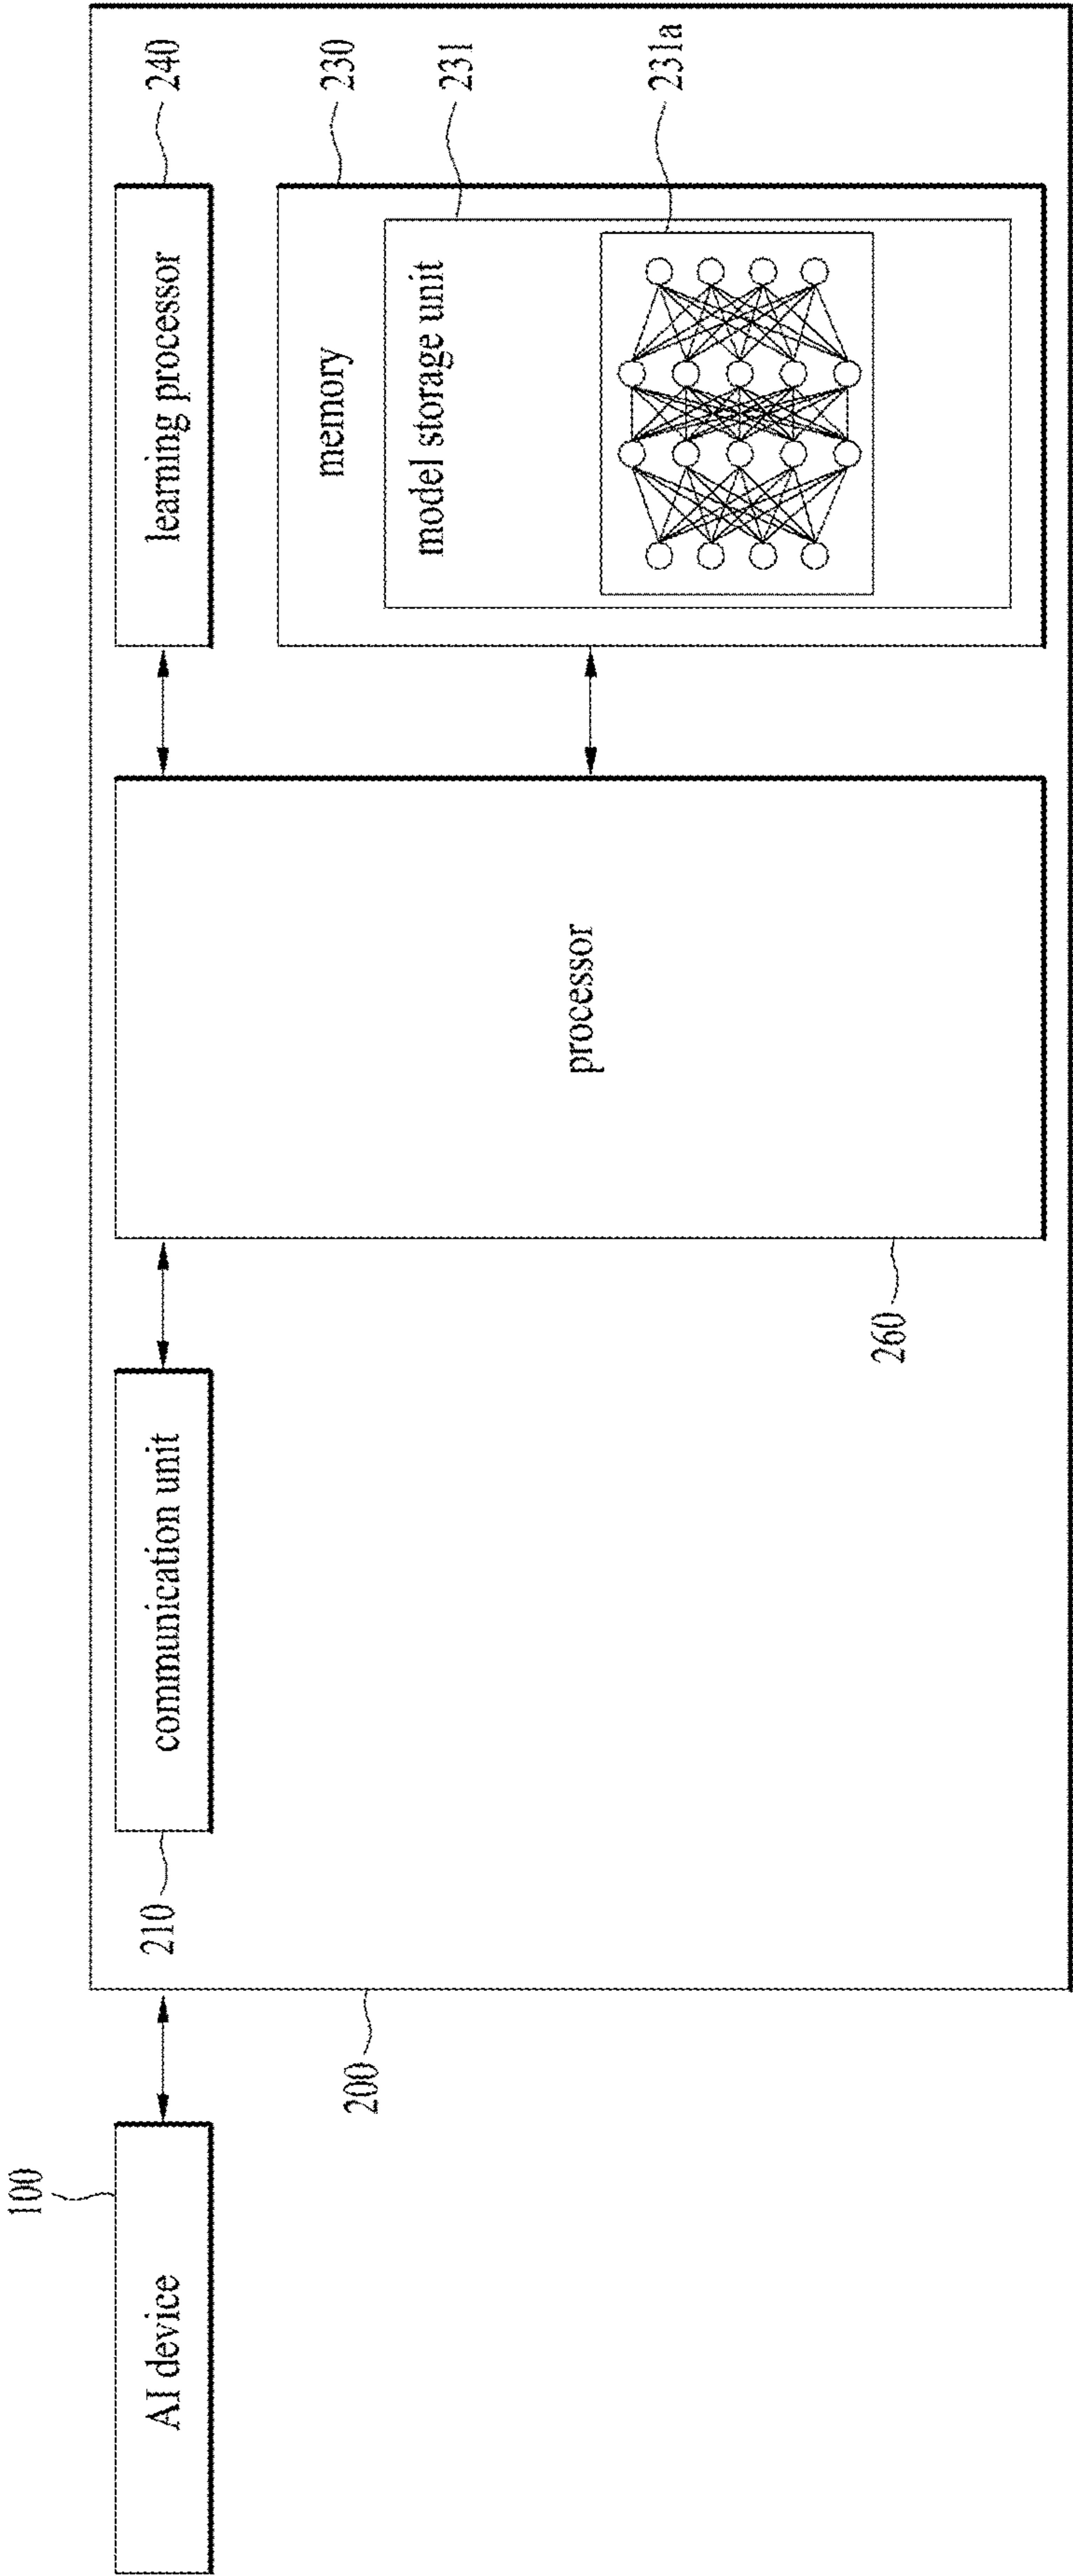 100
AI device
200
210
communication unit
260
processor
learning processor
240
memory
230
model storage unit
231
231a